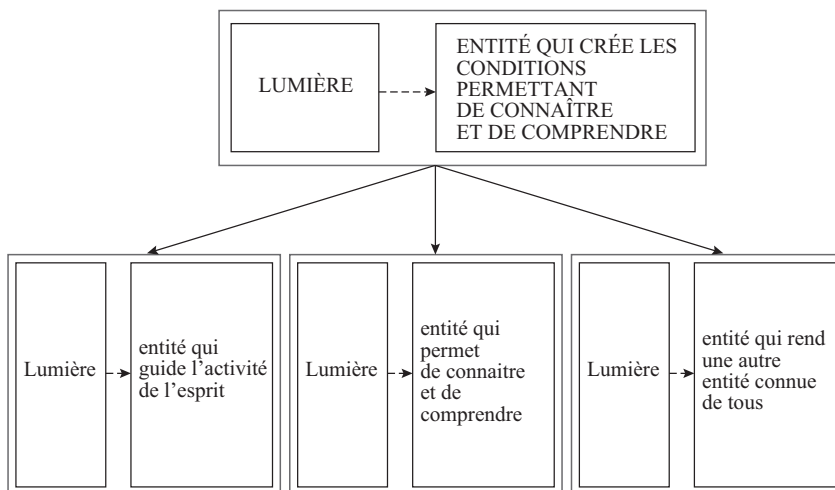 LUMIÈRE
ENTITÉ QUI CRÉE LES
CONDITIONS
PERMETTANT
DE CONNAÎTRE
ET DE COMPRENDRE
Lumière
entité qui
guide l’activité
de l’esprit
Lumière
entité qui
permet
de connaitre
et de
comprendre
Lumière
entité qui rend
une autre
entité connue
de tous